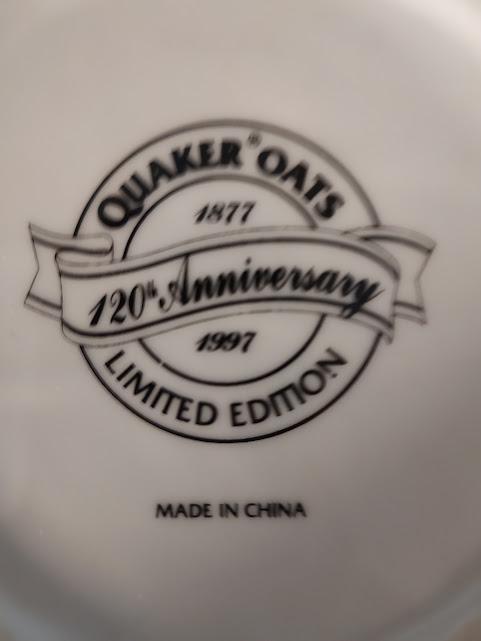 QUAKER® OATS
1877
120th Anniversary
1997
LIMITED EDITION
MADE IN CHINA